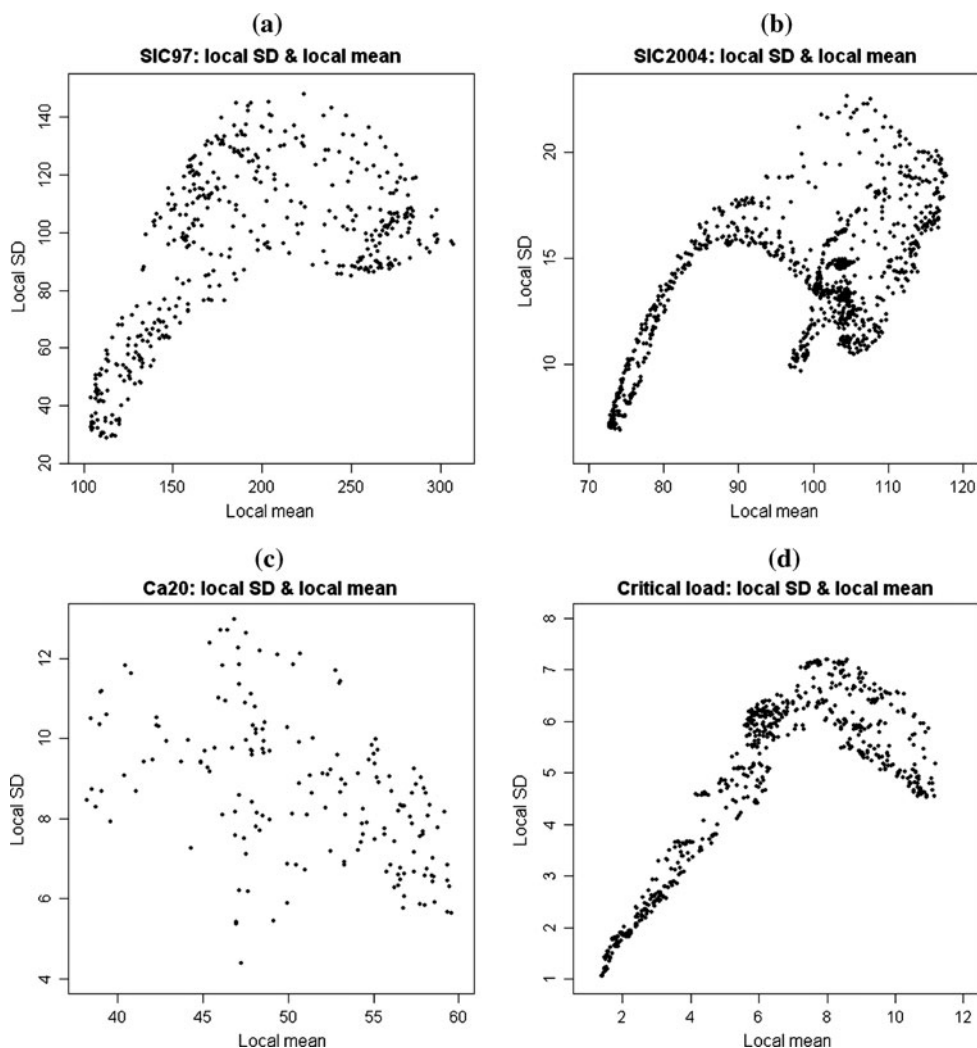 (a)
SIC97: local SD & local mean
Local SD
20 40 60 80 100 120 140
100 150 200 250 300
Local mean
(b)
SIC2004: local SD & local mean
Local SD
10 15 20
70 80 90 100 110 120
Local mean
(c)
Ca20: local SD & local mean
Local SD
4 6 8 10 12
40 45 50 55 60
Local mean
(d)
Critical load: local SD & local mean
Local SD
1 2 3 4 5 6 7 8
2 4 6 8 10 12
Local mean